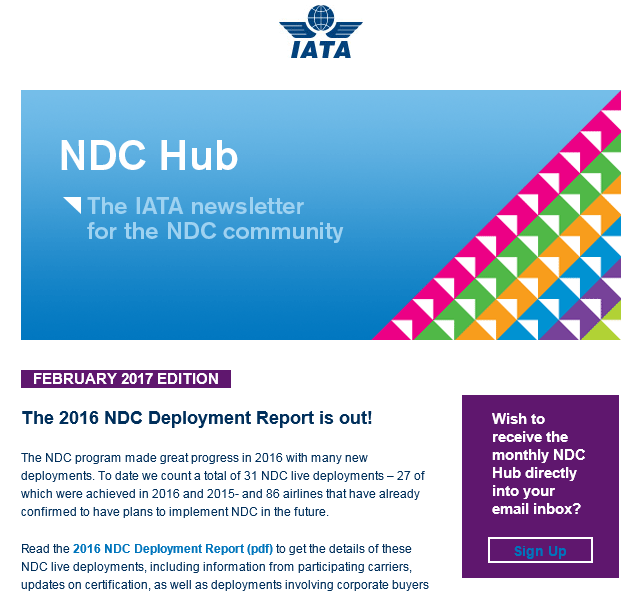 IATA
NDC Hub
The IATA newsletter
for the NDC community
FEBRUARY 2017 EDITION
The 2016 NDC Deployment Report is out!
The NDC program made great progress in 2016 with many new
deployments. To date we count a total of 31 NDC live deployments – 27 of
which were achieved in 2016 and 2015- and 86 airlines that have already
confirmed to have plans to implement NDC in the future.
Read the 2016 NDC Deployment Report (pdf) to get the details of these
NDC live deployments, including information from participating carriers,
updates on certification, as well as deployments involving corporate buyers
Wish to
receive the
monthly NDC
Hub directly
into your
email inbox?
Sign Up